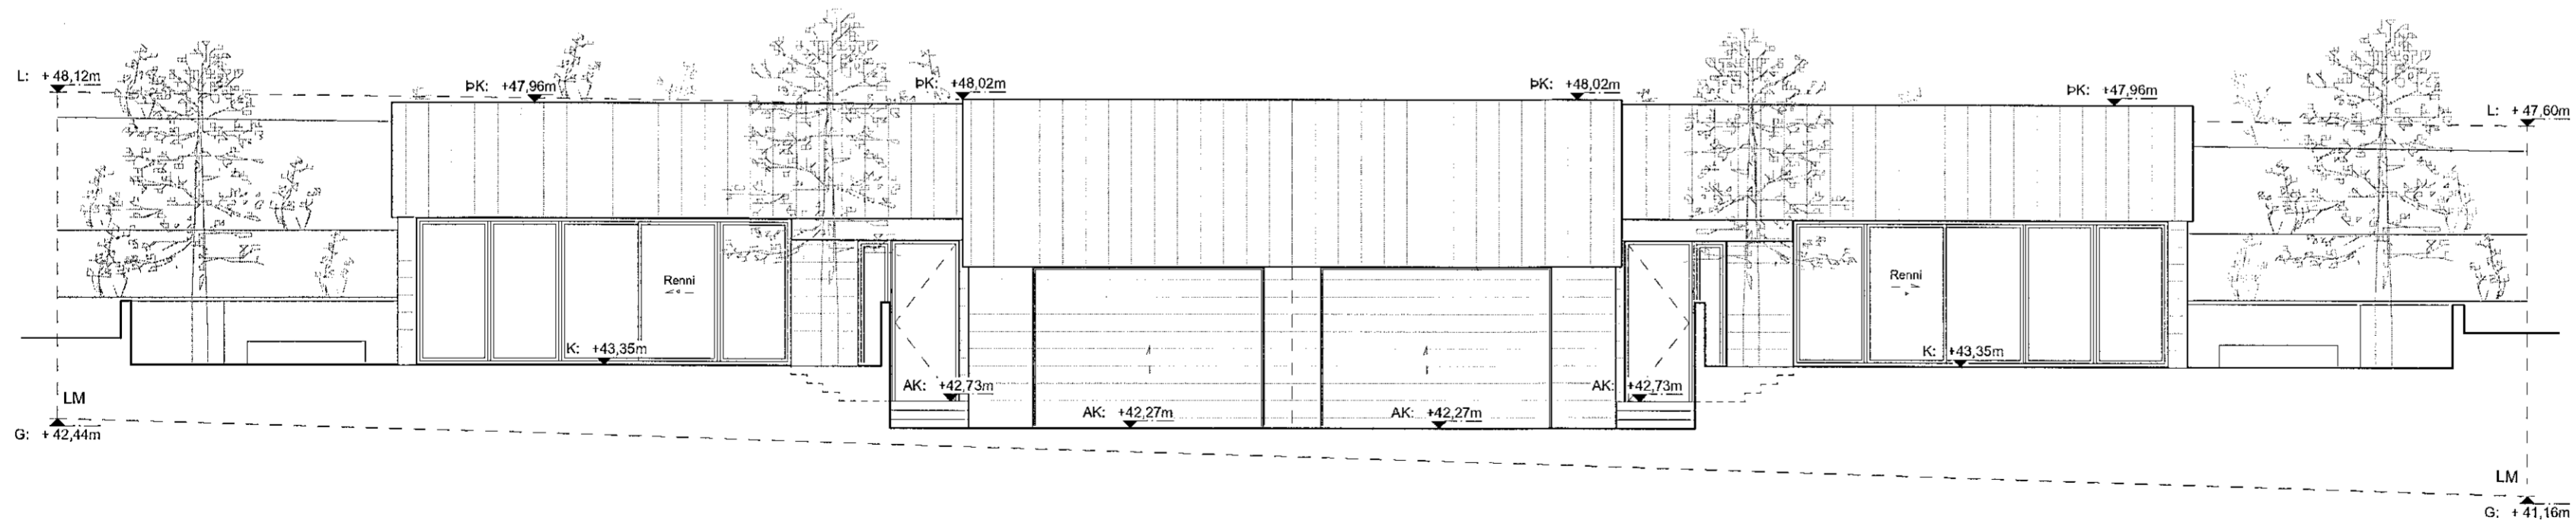 L: + 48,12m
ÞK: +47,96m
ÞK: +48,02m
ÞK: +48,02m
ÞK: +47,96m
L: + 47,60m
Renni
Renni
K: +43,35m
K: +43,35m
AK: +42,73m
AK: +42,73m
LM
AK: +42,27m
AK: +42,27m
G: + 42,44m
LM
G: + 41,16m